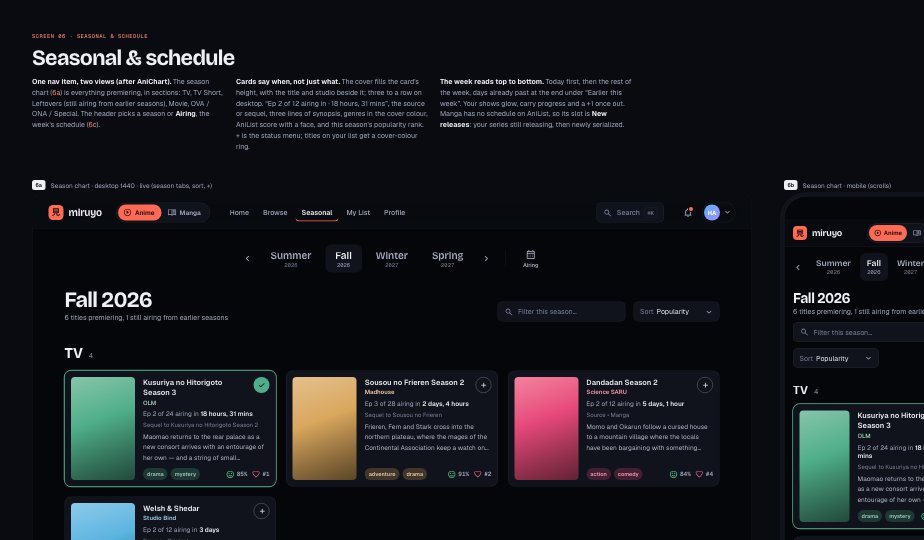 SCREEN 06 · SEASONAL & SCHEDULE
Seasonal & schedule
One nav item, two views (after AniChart). The season
chart (6a) is everything premiering, in sections: TV, TV Short,
Leftovers (still airing from earlier seasons), Movie, OVA /
ONA / Special. The header picks a season or Airing, the
week's schedule (6c).
Cards say when, not just what. The cover fills the card's
height, with the title and studio beside it; three to a row on
desktop. "Ep 2 of 12 airing in · 18 hours, 31 mins", the source
or sequel, three lines of synopsis, genres in the cover colour,
AniList score with a face, and this season's popularity rank.
+ is the status menu; titles on your list get a cover-colour
ring.
The week reads top to bottom. Today first, then the rest of
the week, days already past at the end under "Earlier this
week". Your shows glow, carry progress and a +1 once out.
Manga has no schedule on AniList, so its slot is New
releases: your series still releasing, then newly serialized.
6a Season chart · desktop 1440 · live (season tabs, sort, +)
miruyo Anime Manga Home Browse Seasonal My List Profile Search ⌘K HA
Summer Fall Winter Spring
2026 2026 2027 2027 Airing
Fall 2026
6 titles premiering, 1 still airing from earlier seasons
Filter this season... Sort Popularity
TV 4
Kusuriya no Hitorigoto
Season 3
OLM
Ep 2 of 24 airing in 18 hours, 31 mins
Sequel to Kusuriya no Hitorigoto Season 2
Maomao returns to the rear palace as a
new consort arrives with an entourage of
her own — and a string of small...
drama mystery 85% #1
Sousou no Frieren Season 2
Madhouse
Ep 3 of 28 airing in 2 days, 4 hours
Sequel to Sousou no Frieren
Frieren, Fern and Stark cross into the
northern plateau, where the mages of the
Continental Association keep a watch on...
adventure drama 91% #2
Dandadan Season 2
Science SARU
Ep 2 of 12 airing in 5 days, 1 hour
Source · Manga
Momo and Okarun follow a cursed house
to a mountain village where the locals
have been bargaining with something...
action comedy 84% #4
Welsh & Shedar
Studio Bind
Ep 2 of 12 airing in 3 days
6b Season chart · mobile (scrolls)
miruyo Anime
Summer Fall Winter
2026 2026 2027
Fall 2026
6 titles premiering, 1 still airing from earlie
Filter this season...
Sort Popularity
TV 4
Kusuriya no Hitorigo
Season 3
OLM
Ep 2 of 24 airing in 18
mins
Sequel to Kusuriya no H
Maomao returns to the
as a new consort arrive
entourage of her own
drama mystery